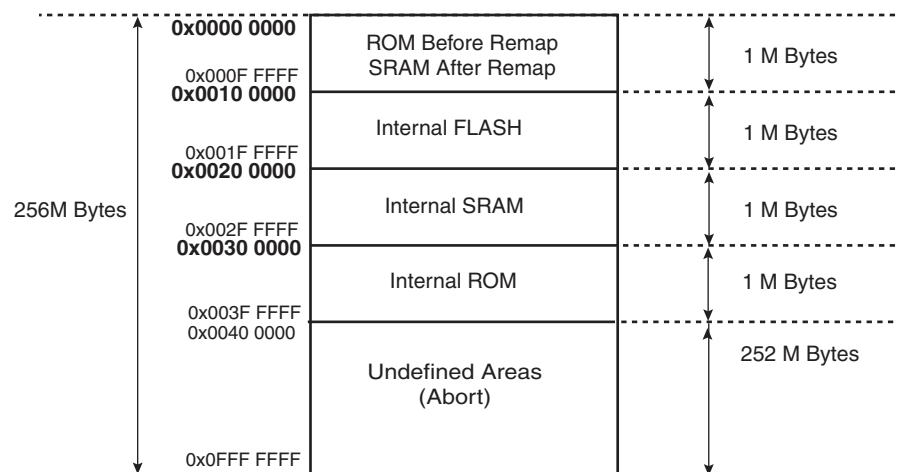 0x0000 0000
ROM Before Remap
SRAM After Remap
1 M Bytes
0x000F FFFF
0x0010 0000
Internal FLASH
1 M Bytes
0x001F FFFF
0x0020 0000
256M Bytes
Internal SRAM
1 M Bytes
0x002F FFFF
0x0030 0000
Internal ROM
1 M Bytes
0x003F FFFF
0x0040 0000
252 M Bytes
Undefined Areas
(Abort)
0x0FFF FFFF